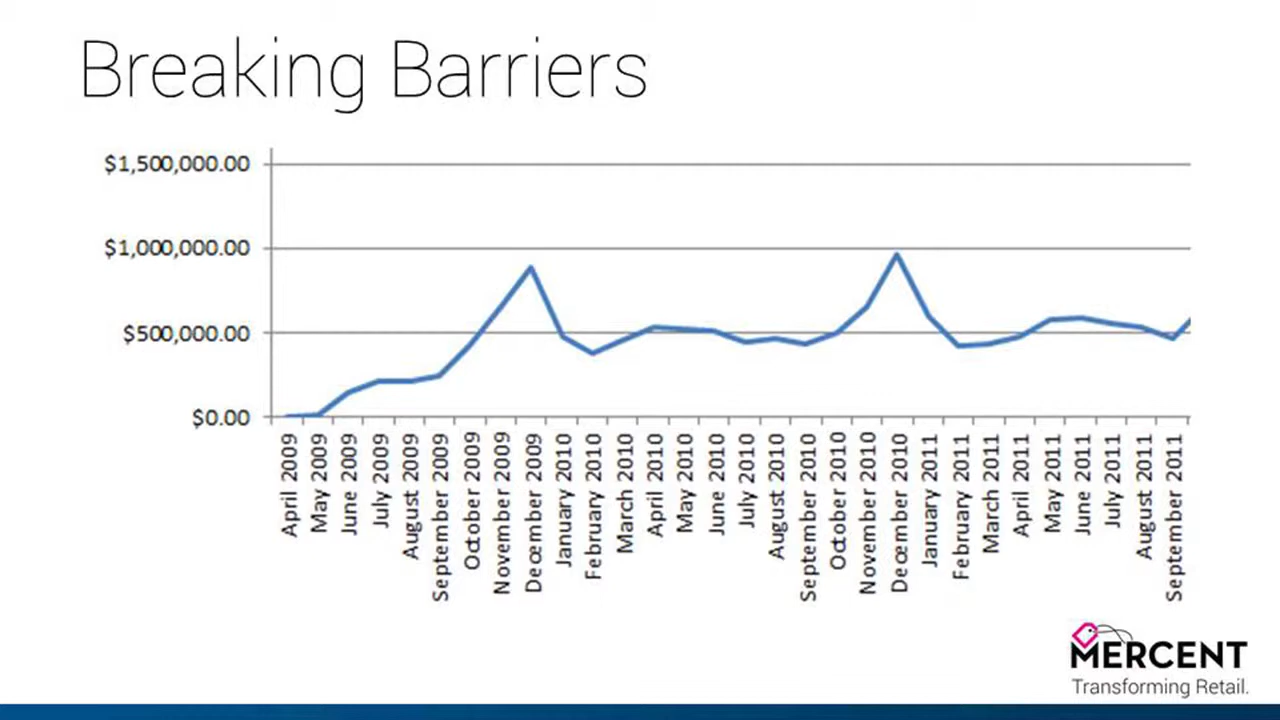 Breaking Barriers
$1,500,000.00
$1,000,000.00
$500,000.00
$0.00
April 2009
May 2009
June 2009
July 2009
August 2009
September 2009
October 2009
November 2009
December 2009
January 2010
February 2010
March 2010
April 2010
May 2010
June 2010
July 2010
August 2010
September 2010
October 2010
November 2010
December 2010
January 2011
February 2011
March 2011
April 2011
May 2011
June 2011
July 2011
August 2011
September 2011
MERCENT
Transforming Retail.